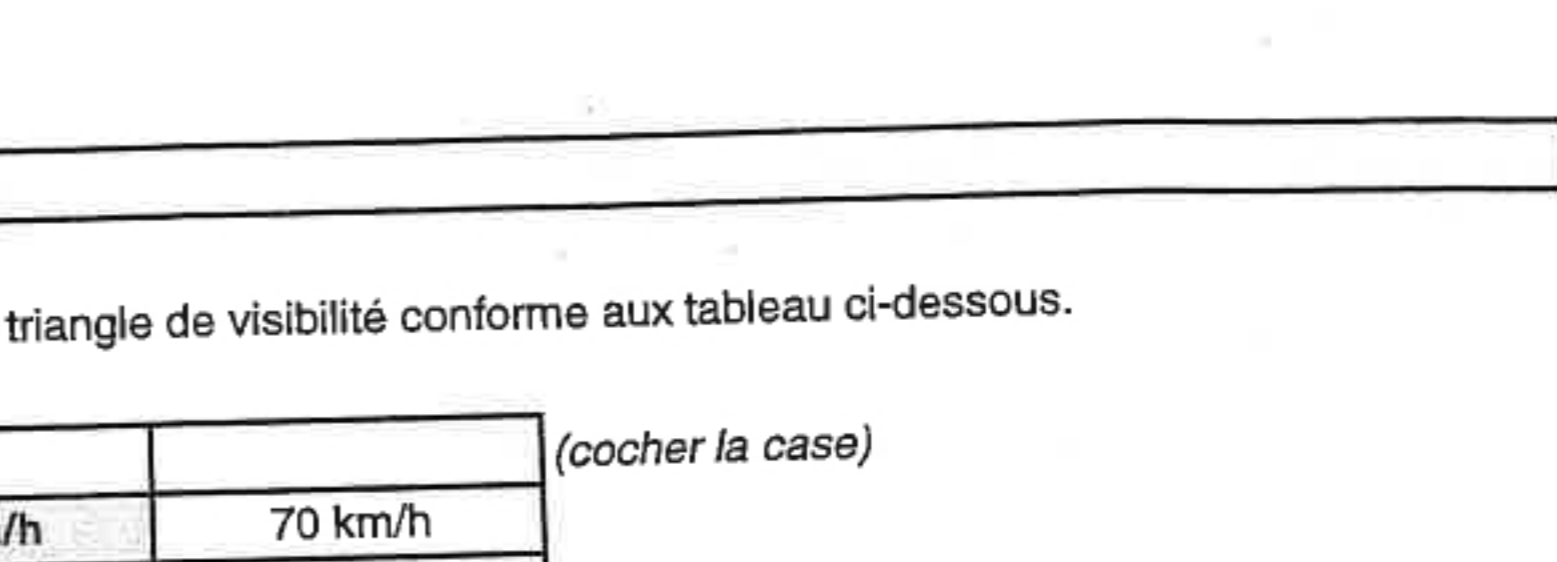 triangle de visibilité conforme aux tableau ci-dessous.
(cocher la case)
/h 70 km/h